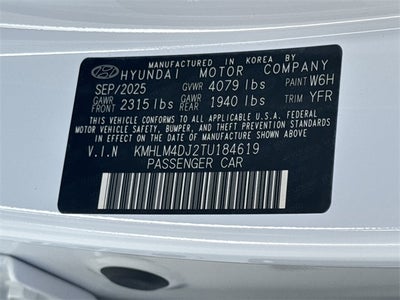 MANUFACTURED IN KOREA BY
HYUNDAI MOTOR COMPANY
SEP/2025 GVWR 4079 lbs PAINT W6H
GAWR FRONT 2315 lbs GAWR REAR 1940 lbs TRIM YFR
THIS VEHICLE CONFORMS TO ALL APPLICABLE U.S.A. FEDERAL MOTOR
VEHICLE SAFETY, BUMPER, AND THEFT PREVENTION STANDARDS IN
EFFECT ON THE DATE OF MANUFACTURE SHOWN ABOVE.
V.I.N KMHLM4DJ2TU184619
PASSENGER CAR